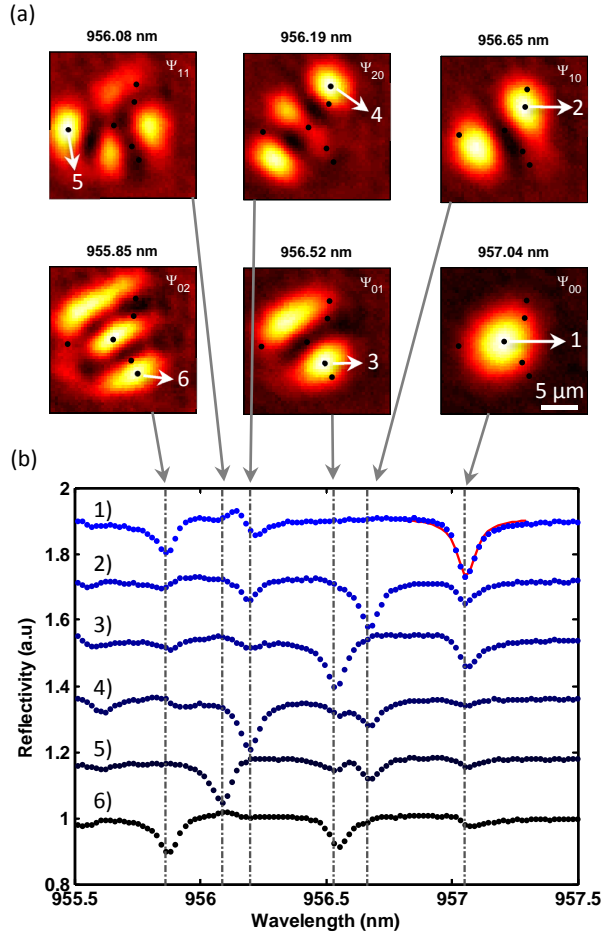 (a)
956.08 nm
956.19 nm
956.65 nm
Ψ11
Ψ20
Ψ10
5
4
2
955.85 nm
956.52 nm
957.04 nm
Ψ02
Ψ01
Ψ00
6
3
1
5 µm
(b)
2
1.8
1.6
1.4
1.2
1
0.8
1)
2)
3)
4)
5)
6)
Reflectivity (a.u)
955.5 956 956.5 957 957.5
Wavelength (nm)